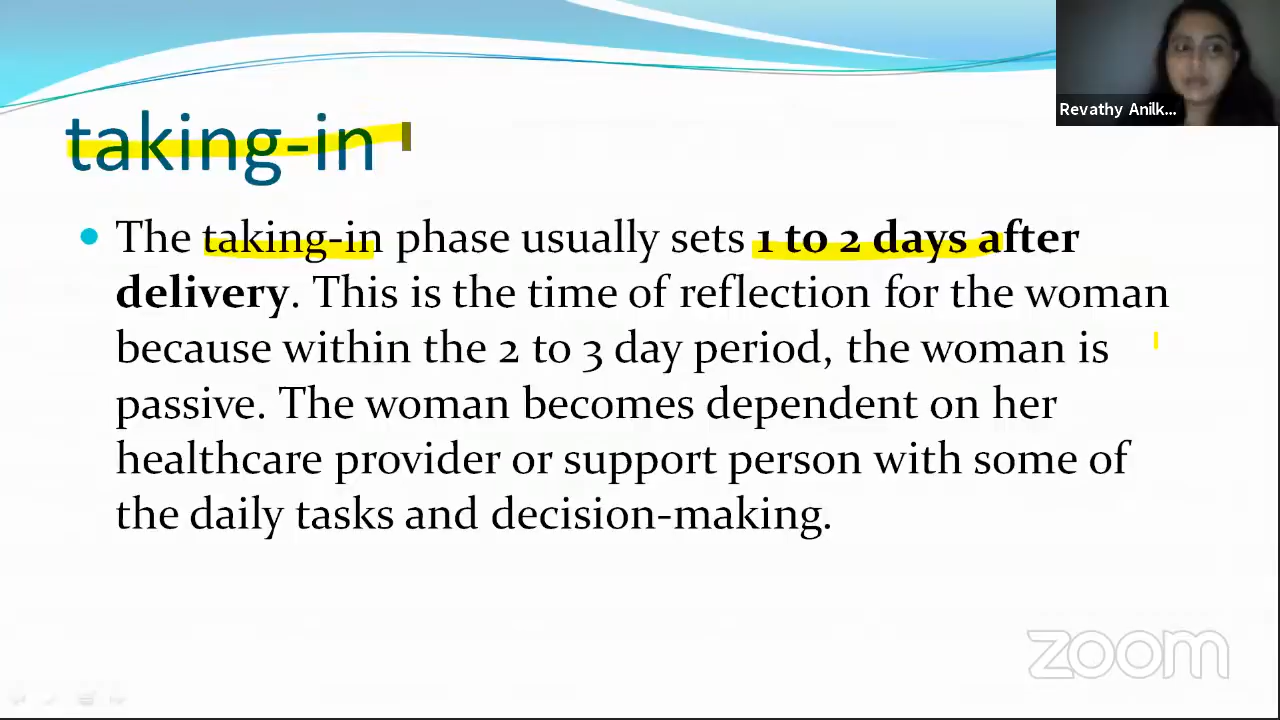 Revathy Anilk...
taking-in
The taking-in phase usually sets 1 to 2 days after
delivery. This is the time of reflection for the woman
because within the 2 to 3 day period, the woman is
passive. The woman becomes dependent on her
healthcare provider or support person with some of
the daily tasks and decision-making.
zoom